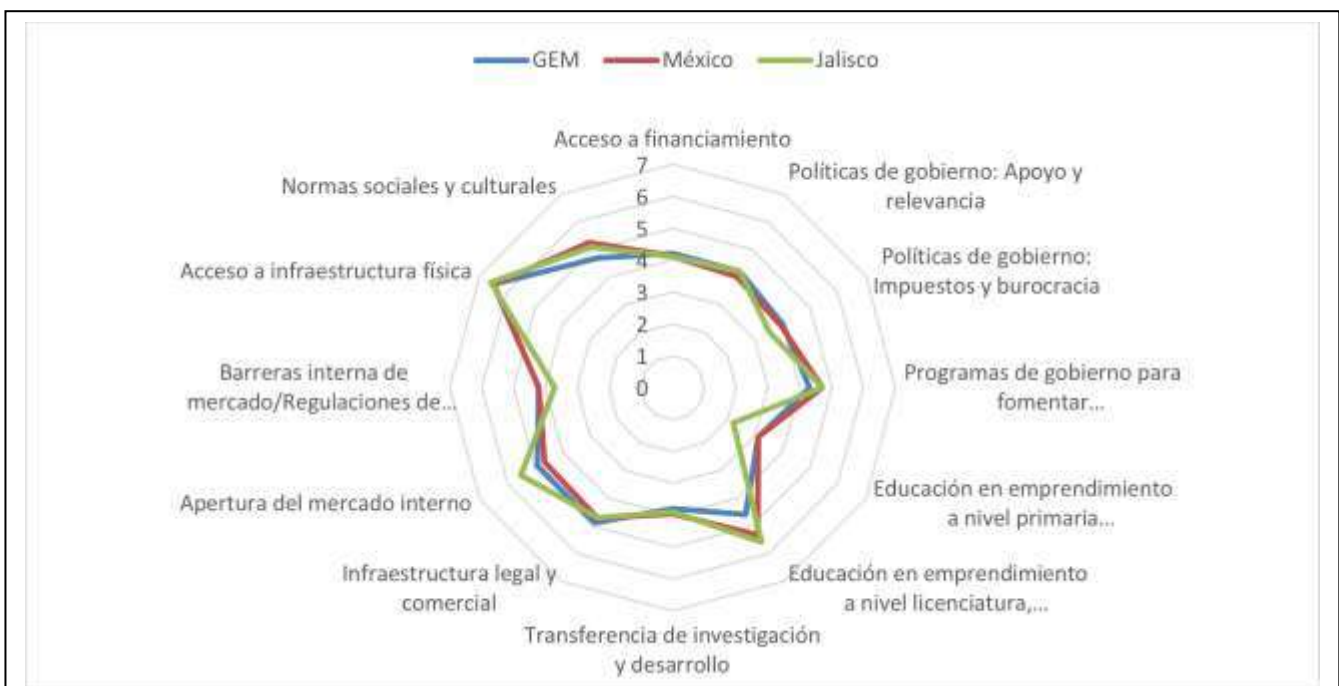 GEM México Jalisco
Acceso a financiamiento
Políticas de gobierno: Apoyo y
relevancia
Políticas de gobierno:
Impuestos y burocracia
Programas de gobierno para
fomentar...
Educación en emprendimiento
a nivel primaria...
Educación en emprendimiento
a nivel licenciatura,...
Transferencia de investigación
y desarrollo
Infraestructura legal y
comercial
Apertura del mercado interno
Barreras interna de
mercado/Regulaciones de...
Acceso a infraestructura física
Normas sociales y culturales
7
6
5
4
3
2
1
0